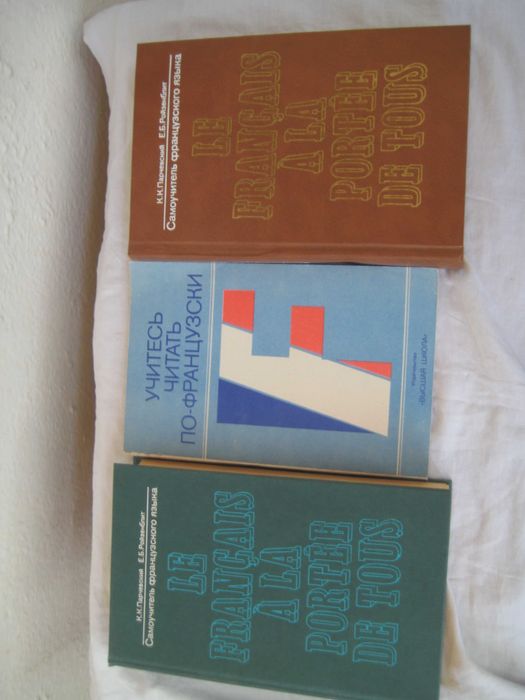 К.К.Парчевский Е.Б.Ройзенблит
Самоучитель французского языка
LE
FRANÇAIS
À LA
PORTÉE
DE TOUS
УЧИТЕСЬ
ЧИТАТЬ
ПО-ФРАНЦУЗСКИ
F
Издательство
«ВЫСШАЯ ШКОЛА»
К.К.Парчевский Е.Б.Ройзенблит
Самоучитель французского языка
LE
FRANÇAIS
À LA
PORTÉE
DE TOUS